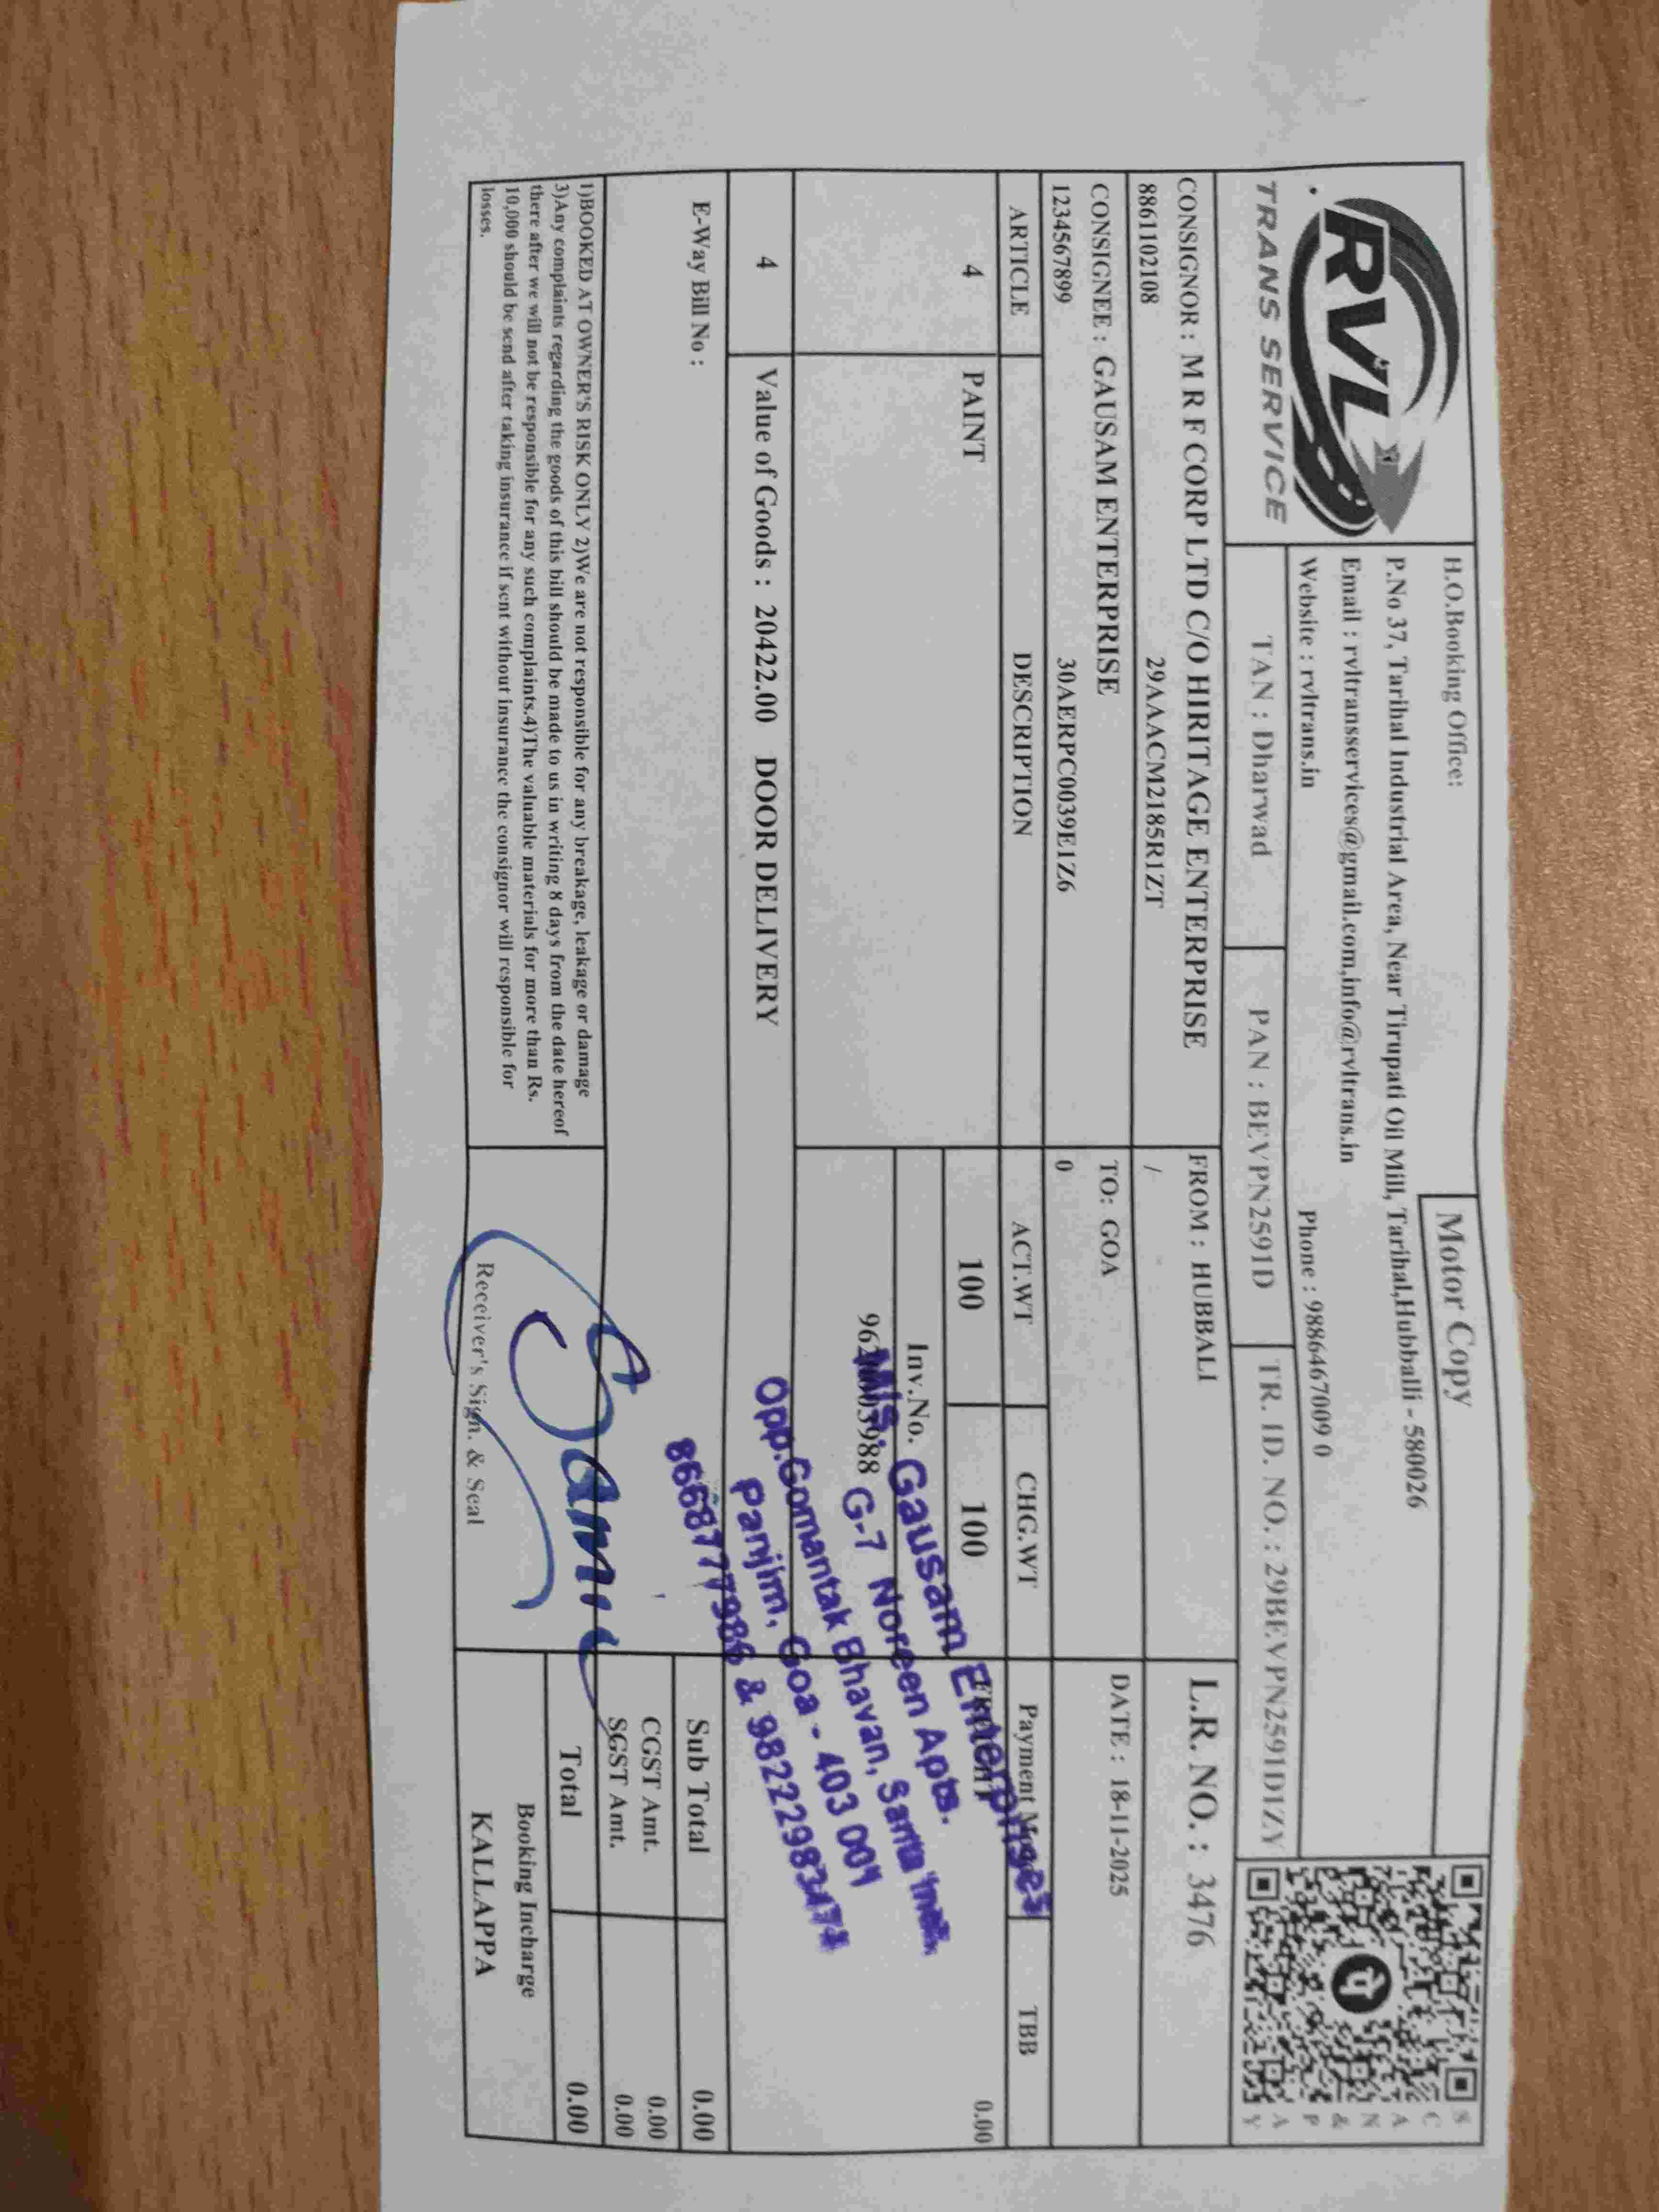 RVL
TRANS SERVICE
Motor Copy
H.O.Booking Office:
P.No 37, Tarihal Industrial Area, Near Tirupati Oil Mill, Tarihal,Hubballi - 580026
Email : rvltransservices@gmail.com,info@rvltrans.in
Website : rvltrans.in Phone : 9886467009 0
TAN : Dharwad PAN : BEVPN2591D TR. ID. NO. : 29BEVPN2591D1ZY
SCAN & PAY
CONSIGNOR : M R F CORP LTD C/O HIRITAGE ENTERPRISE FROM : HUBBALI L.R. NO. : 3476
8861102108 29AAACM2185R1ZT /
CONSIGNEE : GAUSAM ENTERPRISE TO: GOA DATE : 18-11-2025
1234567899 30AERPC0039E1Z6 0
ARTICLE DESCRIPTION ACT.WT CHG.WT Payment TBB
4 PAINT 100 100 0.00
Inv.No.
Gausam Enterprises
G-7 Noreen Apts.
Opp.Gomantak Bhavan, Santa
Panjim, Goa - 403 001
4 Value of Goods : 20422.00 DOOR DELIVERY
E-Way Bill No :
Sub Total 0.00
CGST Amt. 0.00
SGST Amt. 0.00
Total 0.00
1)BOOKED AT OWNER'S RISK ONLY 2)We are not responsible for any breakage, leakage or damage
3)Any complaints regarding the goods of this bill should be made to us in writing 8 days from the date hereof
there after we will not be responsible for any such complaints.4)The valuable materials for more than Rs.
10,000 should be send after taking insurance if sent without insurance the consignor will responsible for
losses.
Receiver's Sign. & Seal
Booking Incharge
KALLAPPA